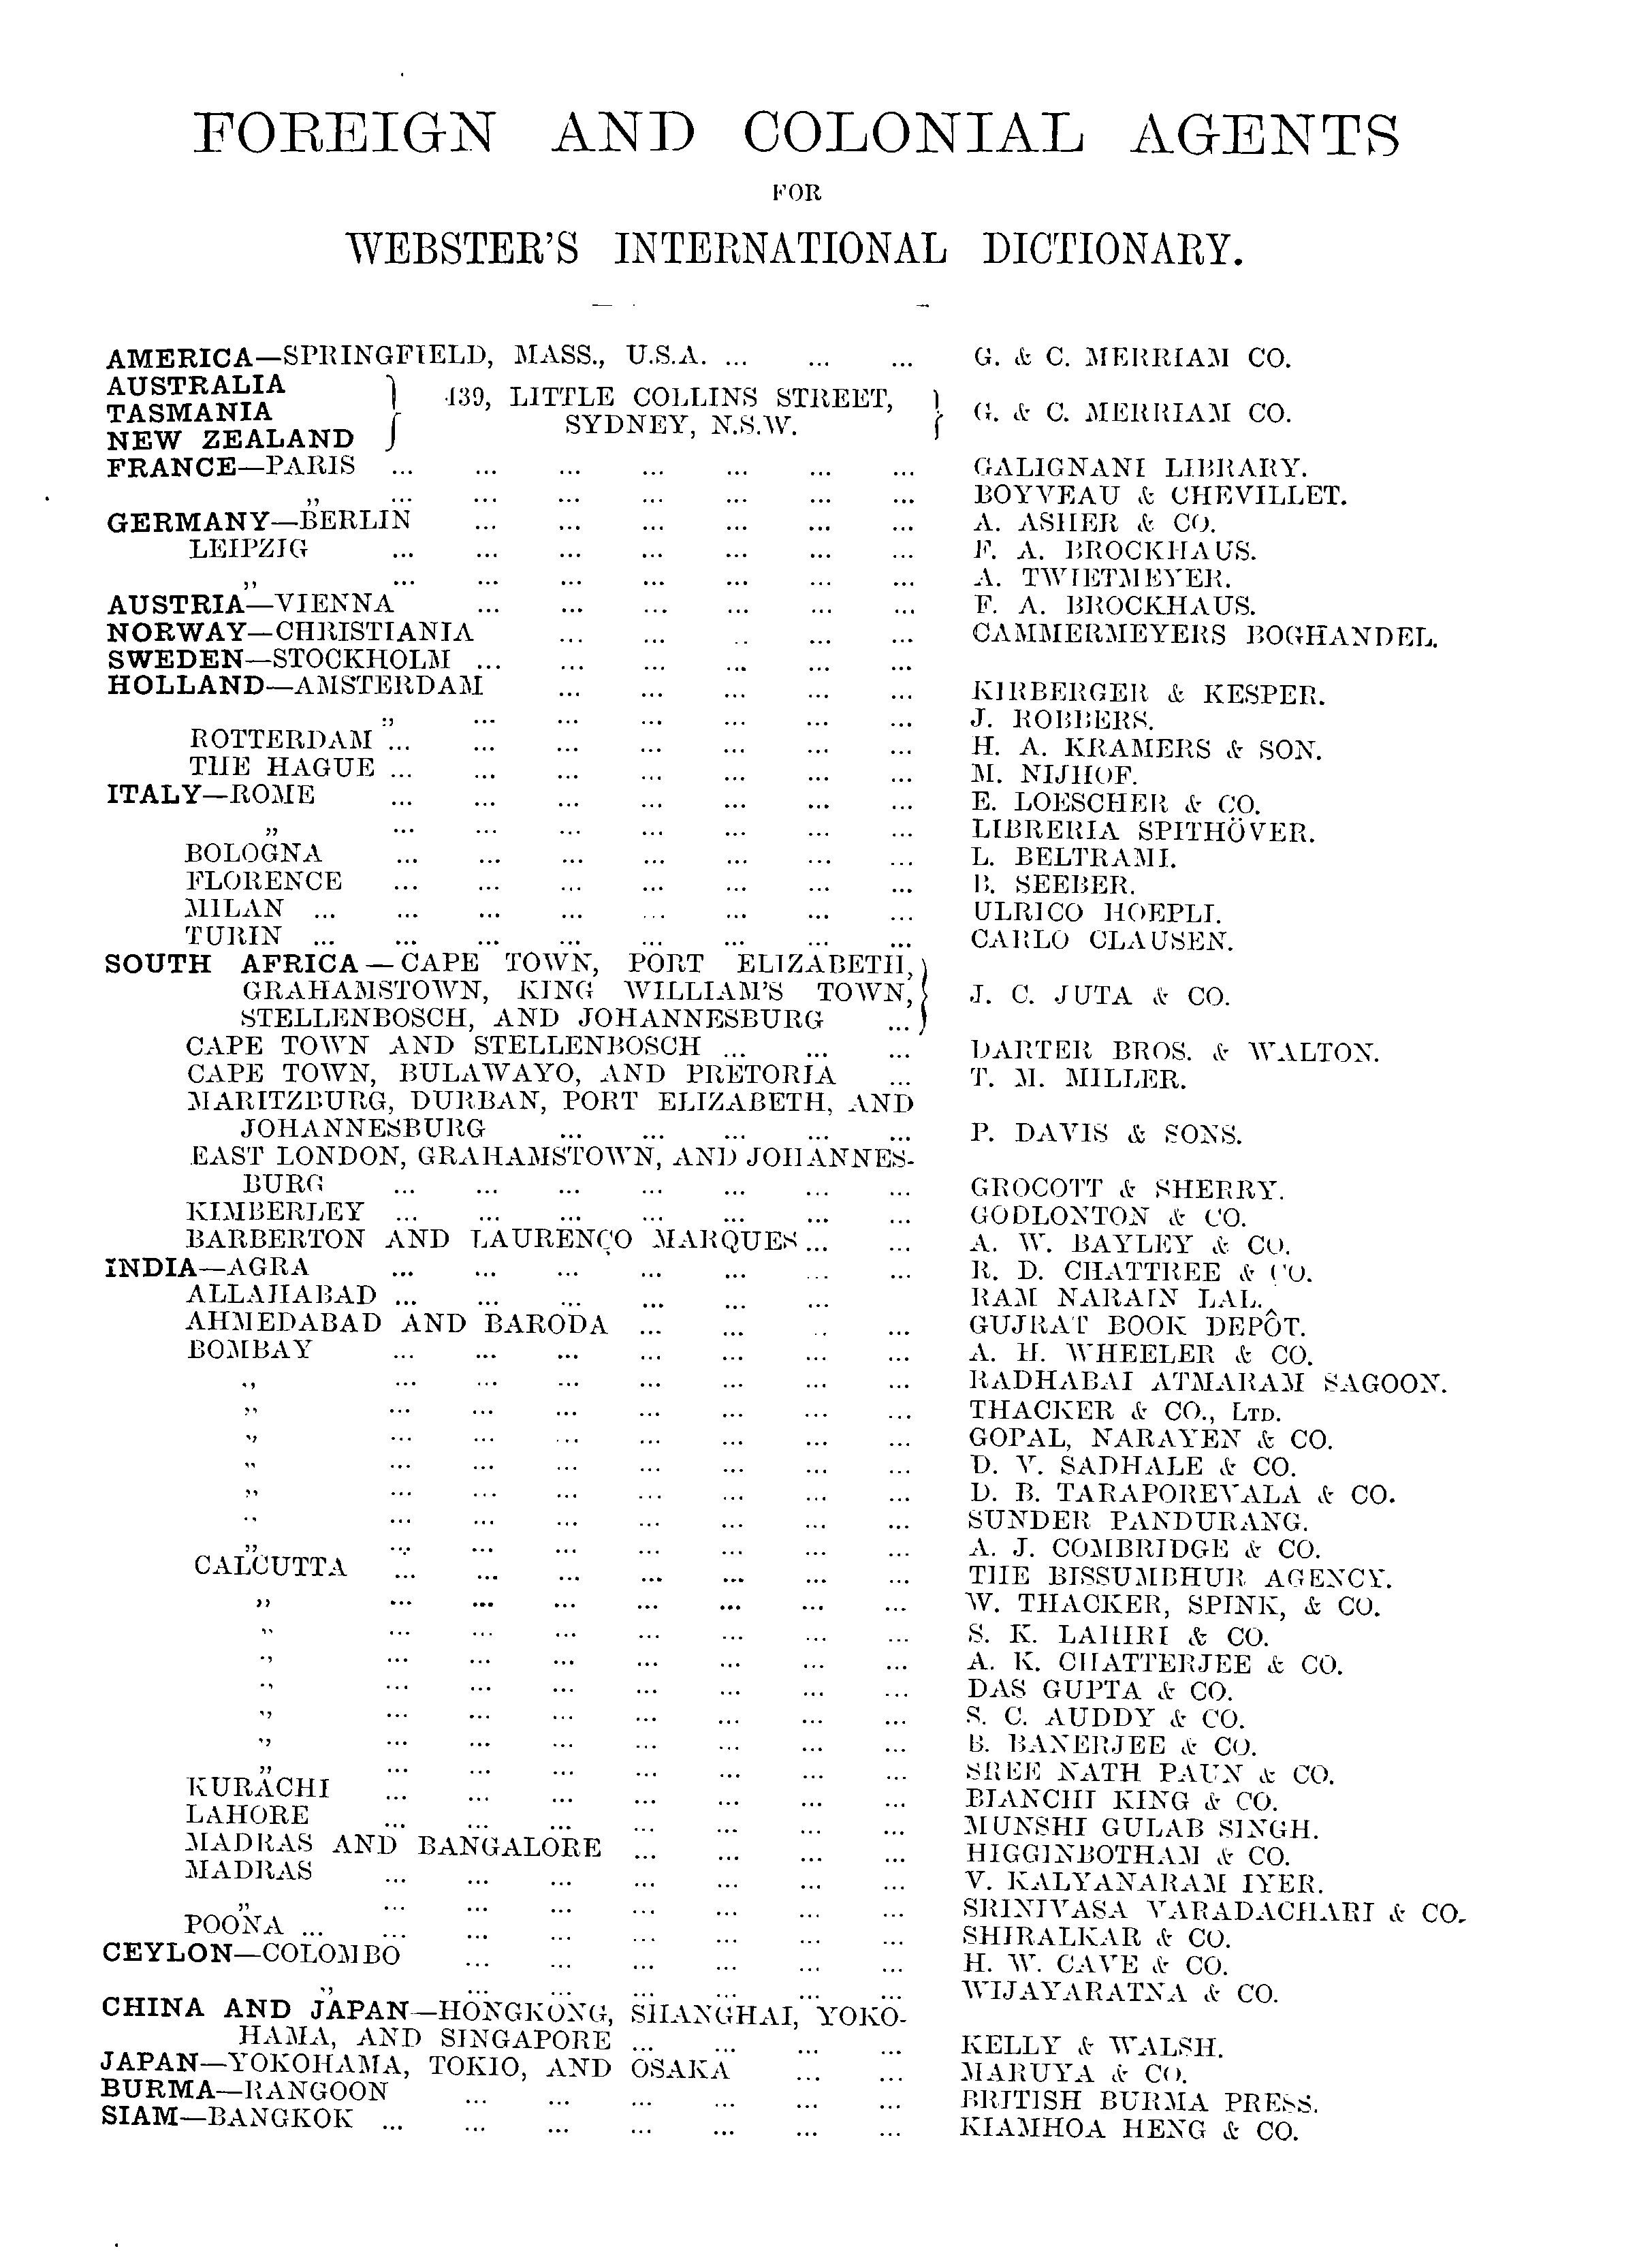 FOREIGN AND COLONIAL AGENTS
FOR
WEBSTER'S INTERNATIONAL DICTIONARY.
AMERICA—SPRINGFIELD, MASS., U.S.A. ... ... ... G. & C. MERRIAM CO.
AUSTRALIA
TASMANIA
NEW ZEALAND
439, LITTLE COLLINS STREET,
SYDNEY, N.S.W.
G. & C. MERRIAM CO.
FRANCE—PARIS ... ... ... ... ... ... ... GALIGNANI LIBRARY.
„ ... ... ... ... ... ... ... BOYVEAU & CHEVILLET.
GERMANY—BERLIN ... ... ... ... ... ... A. ASHER & CO.
LEIPZIG ... ... ... ... ... ... ... F. A. BROCKHAUS.
„ ... ... ... ... ... ... ... A. TWIETMEYER.
AUSTRIA—VIENNA ... ... ... ... ... ... F. A. BROCKHAUS.
NORWAY—CHRISTIANIA ... ... ... ... ... CAMMERMEYERS BOGHANDEL.
SWEDEN—STOCKHOLM ... ... ... ... ... ...
HOLLAND—AMSTERDAM ... ... ... ... ... KIRBERGER & KESPER.
„ ... ... ... ... ... ... J. ROBBERS.
ROTTERDAM ... ... ... ... ... ... ... H. A. KRAMERS & SON.
THE HAGUE ... ... ... ... ... ... ... M. NIJHOF.
ITALY—ROME ... ... ... ... ... ... ... E. LOESCHER & CO.
„ ... ... ... ... ... ... ... LIBRERIA SPITHÖVER.
BOLOGNA ... ... ... ... ... ... ... L. BELTRAMI.
FLORENCE ... ... ... ... ... ... ... B. SEEBER.
MILAN ... ... ... ... ... ... ... ... ULRICO HOEPLI.
TURIN ... ... ... ... ... ... ... ... CARLO CLAUSEN.
SOUTH AFRICA—CAPE TOWN, PORT ELIZABETH,
GRAHAMSTOWN, KING WILLIAM'S TOWN,
STELLENBOSCH, AND JOHANNESBURG ...
J. C. JUTA & CO.
CAPE TOWN AND STELLENBOSCH ... ... ... DARTER BROS. & WALTON.
CAPE TOWN, BULAWAYO, AND PRETORIA ... T. M. MILLER.
MARITZBURG, DURBAN, PORT ELIZABETH, AND
JOHANNESBURG ... ... ... ... ... P. DAVIS & SONS.
EAST LONDON, GRAHAMSTOWN, AND JOHANNES-
BURG ... ... ... ... ... ... ... GROCOTT & SHERRY.
KIMBERLEY ... ... ... ... ... ... ... GODLONTON & CO.
BARBERTON AND LAURENÇO MARQUES ... ... A. W. BAYLEY & CO.
INDIA—AGRA ... ... ... ... ... ... ... R. D. CHATTREE & CO.
ALLAHABAD ... ... ... ... ... ... RAM NARAIN LAL.
AHMEDABAD AND BARODA ... ... ... ... GUJRAT BOOK DEPÔT.
BOMBAY ... ... ... ... ... ... ... A. H. WHEELER & CO.
„ ... ... ... ... ... ... ... RADHABAI ATMARAM SAGOON.
„ ... ... ... ... ... ... ... THACKER & CO., LTD.
„ ... ... ... ... ... ... ... GOPAL, NARAYEN & CO.
„ ... ... ... ... ... ... ... D. V. SADHALE & CO.
„ ... ... ... ... ... ... ... D. B. TARAPOREVALA & CO.
„ ... ... ... ... ... ... ... SUNDER PANDURANG.
„ ... ... ... ... ... ... ... A. J. COMBRIDGE & CO.
CALCUTTA ... ... ... ... ... ... ... THE BISSUMBHUR AGENCY.
„ ... ... ... ... ... ... ... W. THACKER, SPINK, & CO.
„ ... ... ... ... ... ... ... S. K. LAHIRI & CO.
„ ... ... ... ... ... ... ... A. K. CHATTERJEE & CO.
„ ... ... ... ... ... ... ... DAS GUPTA & CO.
„ ... ... ... ... ... ... ... S. C. AUDDY & CO.
„ ... ... ... ... ... ... ... B. BANERJEE & CO.
„ ... ... ... ... ... ... ... SREE NATH PAUN & CO.
KURACHI ... ... ... ... ... ... ... BIANCHI KING & CO.
LAHORE ... ... ... ... ... ... ... MUNSHI GULAB SINGH.
MADRAS AND BANGALORE ... ... ... ... HIGGINBOTHAM & CO.
MADRAS ... ... ... ... ... ... ... V. KALYANARAM IYER.
„ ... ... ... ... ... ... ... SRINIVASA VARADACHARI & CO.
POONA ... ... ... ... ... ... ... ... SHIRALKAR & CO.
CEYLON—COLOMBO ... ... ... ... ... ... H. W. CAVE & CO.
„ ... ... ... ... ... ... WIJAYARATNA & CO.
CHINA AND JAPAN—HONGKONG, SHANGHAI, YOKO-
HAMA, AND SINGAPORE ... ... ... ... KELLY & WALSH.
JAPAN—YOKOHAMA, TOKIO, AND OSAKA ... ... MARUYA & CO.
BURMA—RANGOON ... ... ... ... ... ... BRITISH BURMA PRESS.
SIAM—BANGKOK ... ... ... ... ... ... ... KIAMHOA HENG & CO.